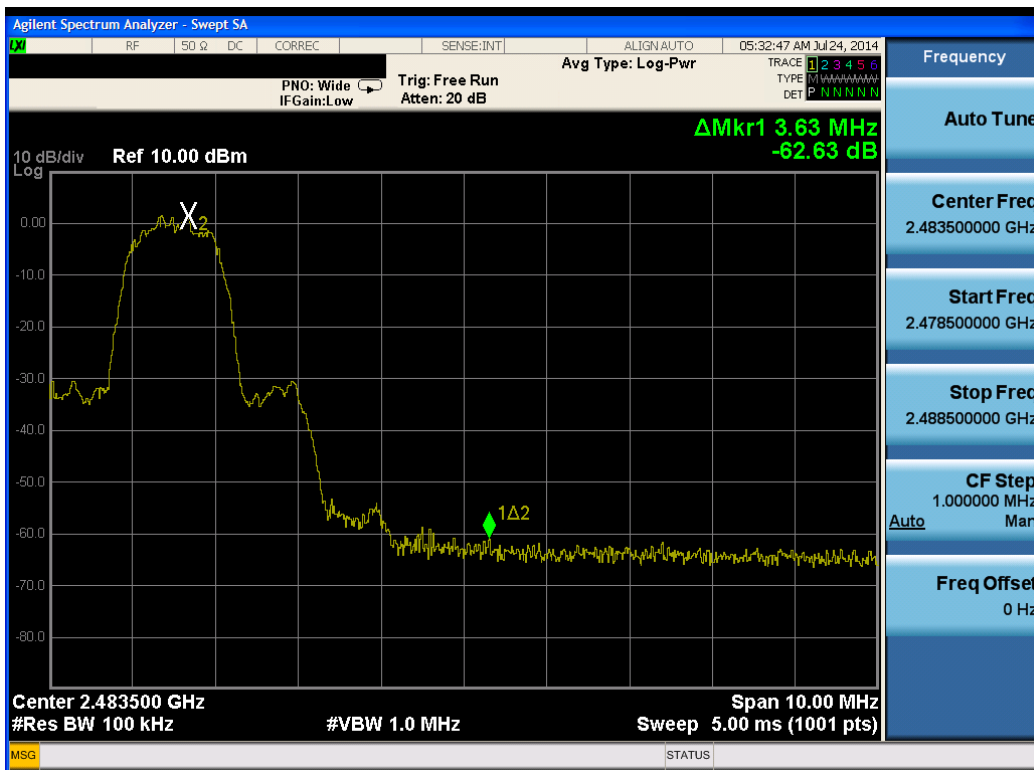 Agilent Spectrum Analyzer - Swept SA
LXI RF 50 Ω DC CORREC SENSE:INT ALIGN AUTO 05:32:47 AM Jul 24, 2014
Frequency
Avg Type: Log-Pwr
TRACE 1 2 3 4 5 6
PNO: Wide Trig: Free Run
TYPE M W W W W W
IFGain:Low Atten: 20 dB
DET P N N N N N
Auto Tune
ΔMkr1 3.63 MHz
10 dB/div Ref 10.00 dBm -62.63 dB
Log
Center Freq
2.483500000 GHz
0.00
X2
-10.0
Start Freq
2.478500000 GHz
-20.0
-30.0
Stop Freq
2.488500000 GHz
-40.0
-50.0
CF Step
1.000000 MHz
Auto Man
1Δ2
-60.0
-70.0
Freq Offset
0 Hz
-80.0
Center 2.483500 GHz Span 10.00 MHz
#Res BW 100 kHz #VBW 1.0 MHz Sweep 5.00 ms (1001 pts)
MSG STATUS